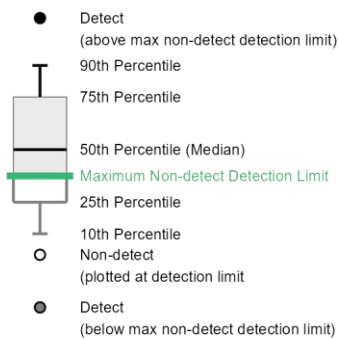 Detect
(above max non-detect detection limit)
90th Percentile
75th Percentile
50th Percentile (Median)
Maximum Non-detect Detection Limit
25th Percentile
10th Percentile
Non-detect
(plotted at detection limit
Detect
(below max non-detect detection limit)